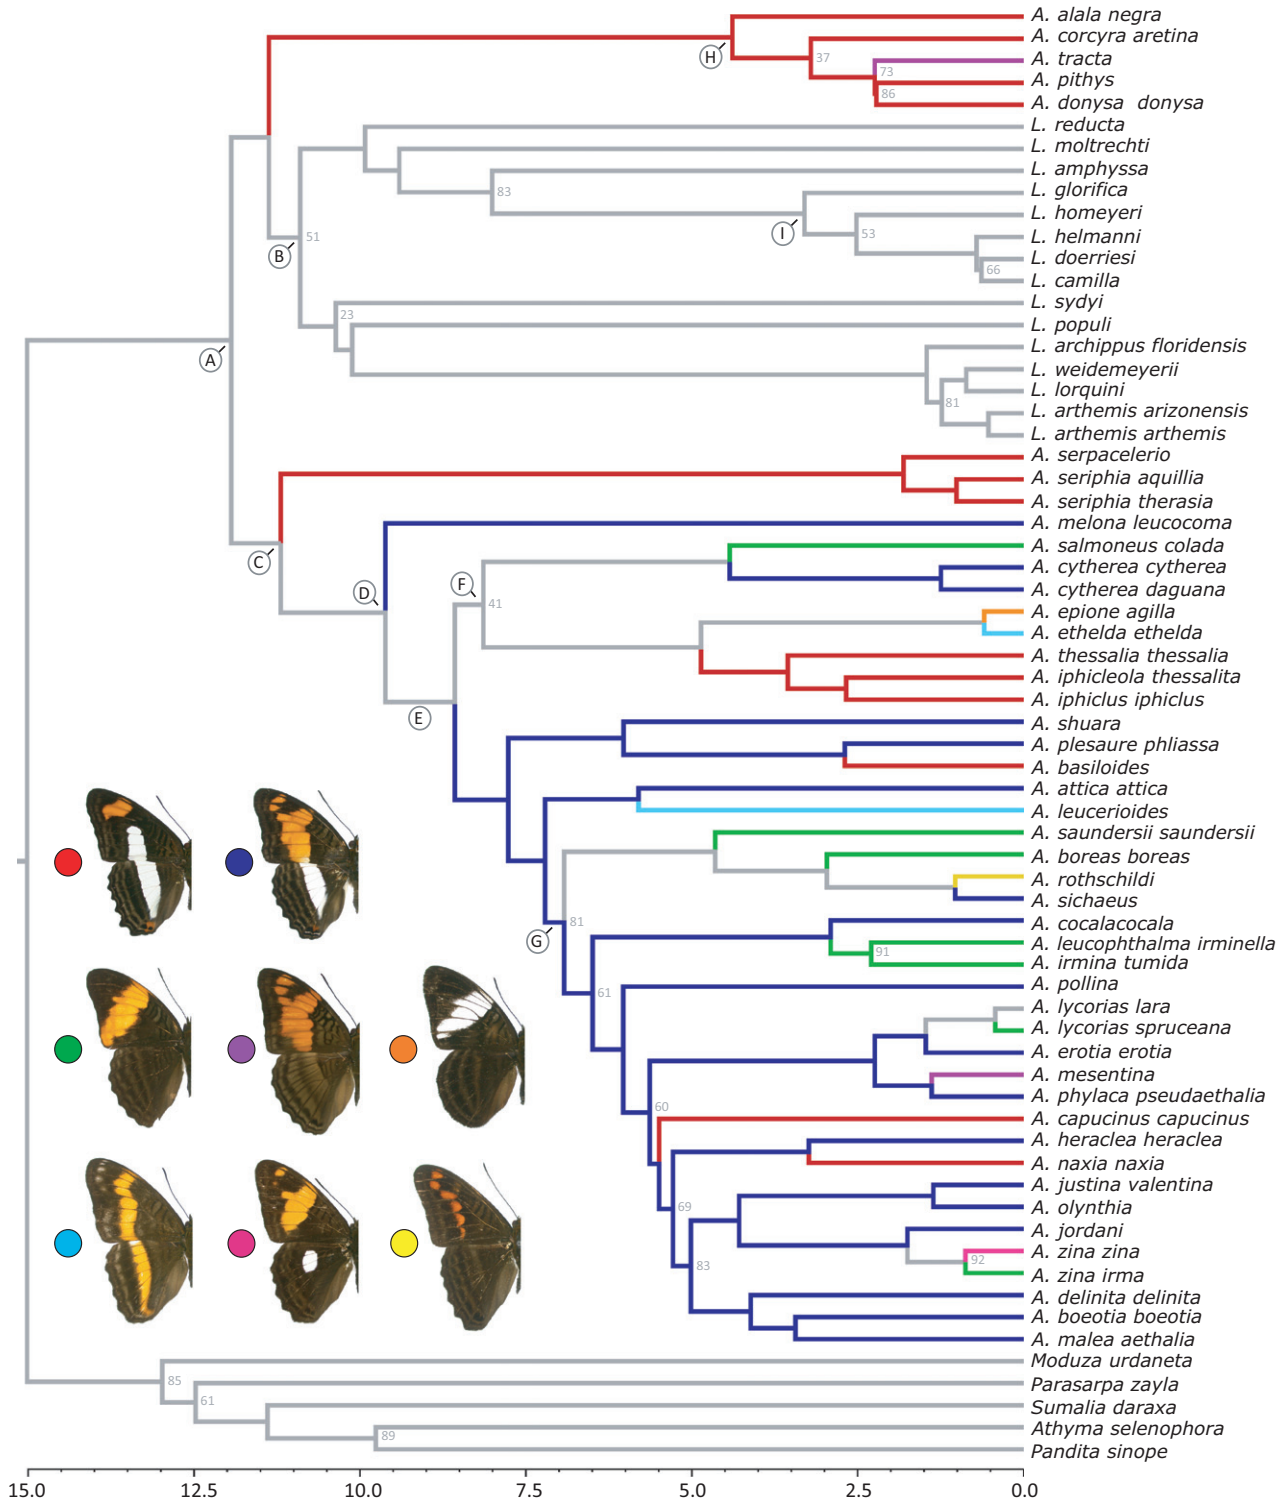 A. alala negra
A. corcyra aretina
H
37
A. tracta
73
A. pithys
86
A. donysa donysa
L. reducta
L. moltrechti
L. amphyssa
83
L. glorifica
L. homeyeri
I
53
L. helmanni
B
51
L. doerriesi
66
L. camilla
L. sydyi
23
L. populi
L. archippus floridensis
A
L. weidemeyerii
L. lorquini
81
L. arthemis arizonensis
L. arthemis arthemis
A. serpacelerio
A. seriphia aquillia
A. seriphia therasia
A. melona leucocoma
C
A. salmoneus colada
A. cytherea cytherea
F
D
A. cytherea daguana
41
A. epione agilla
A. ethelda ethelda
A. thessalia thessalia
A. iphicleola thessalita
A. iphiclus iphiclus
E
A. shuara
A. plesaure phliassa
A. basiloides
A. attica attica
A. leucerioides
A. saundersii saundersii
A. boreas boreas
A. rothschildi
A. sichaeus
81
G
A. cocalacocala
A. leucophthalma irminella
91
A. irmina tumida
A. pollina
61
A. lycorias lara
A. lycorias spruceana
A. erotia erotia
A. mesentina
A. phylaca pseudaethalia
60
A. capucinus capucinus
A. heraclea heraclea
A. naxia naxia
A. justina valentina
69
A. olynthia
A. jordani
A. zina zina
92
83
A. zina irma
A. delinita delinita
A. boeotia boeotia
A. malea aethalia
Moduza urdaneta
85
Parasarpa zayla
61
Sumalia daraxa
Athyma selenophora
89
Pandita sinope
15.0 12.5 10.0 7.5 5.0 2.5 0.0